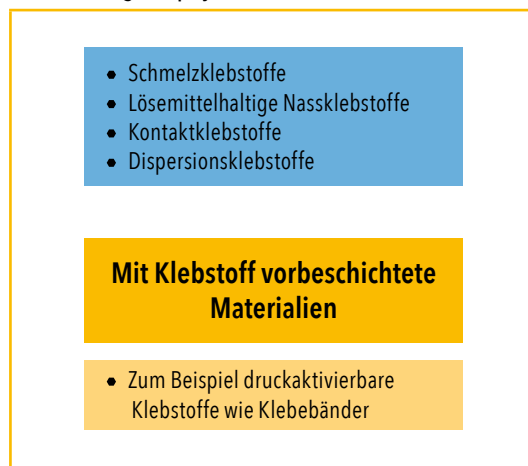 • Schmelzklebstoffe
• Lösemittelhaltige Nassklebstoffe
• Kontaktklebstoffe
• Dispersionsklebstoffe
Mit Klebstoff vorbeschichtete
Materialien
• Zum Beispiel druckaktivierbare
Klebstoffe wie Klebebänder